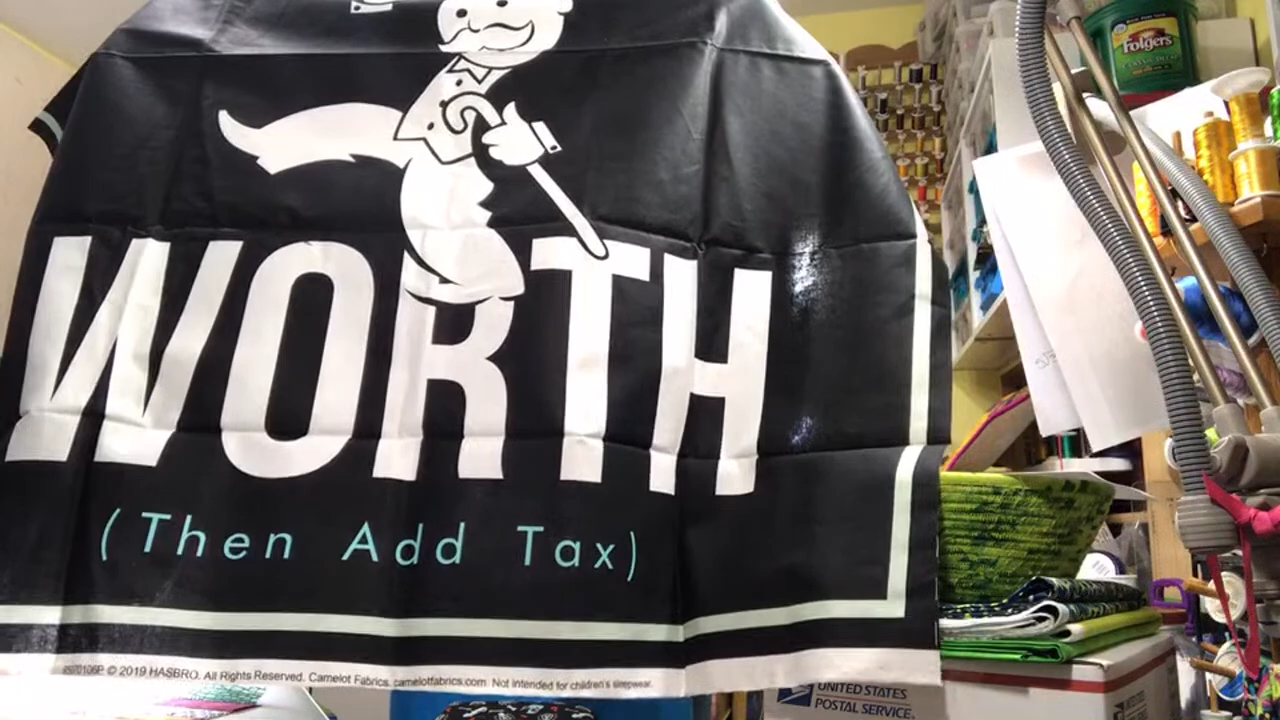 Folgers
WORTH
(Then Add Tax)
© 2019 HASBRO. All Rights Reserved. Camelot Fabrics. camelotfabrics.com Not intended for children's sleepwear.
UNITED STATES
POSTAL SERVICE